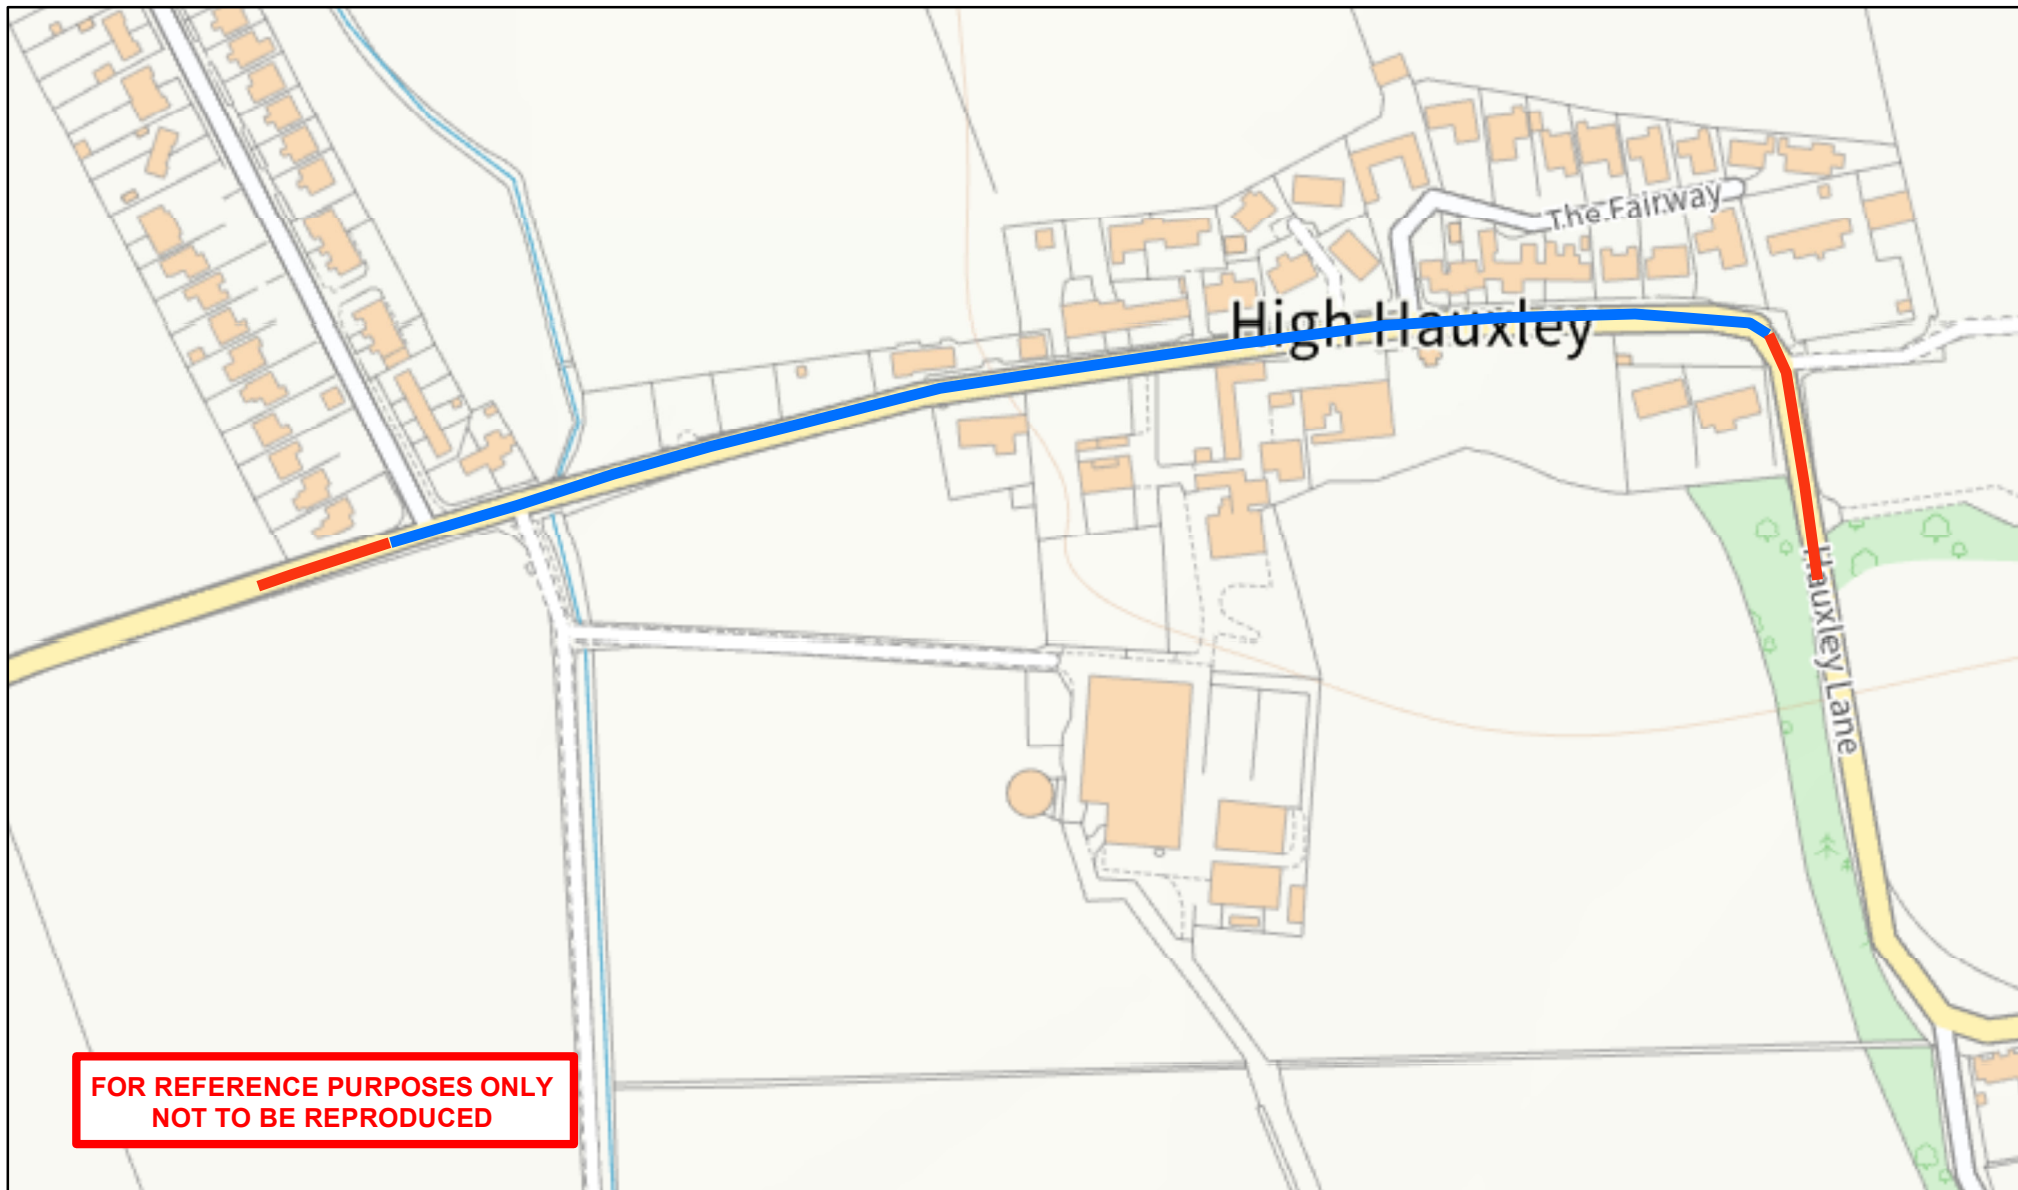 The Fairway
High Hauxley
Hauxley Lane
FOR REFERENCE PURPOSES ONLY
NOT TO BE REPRODUCED